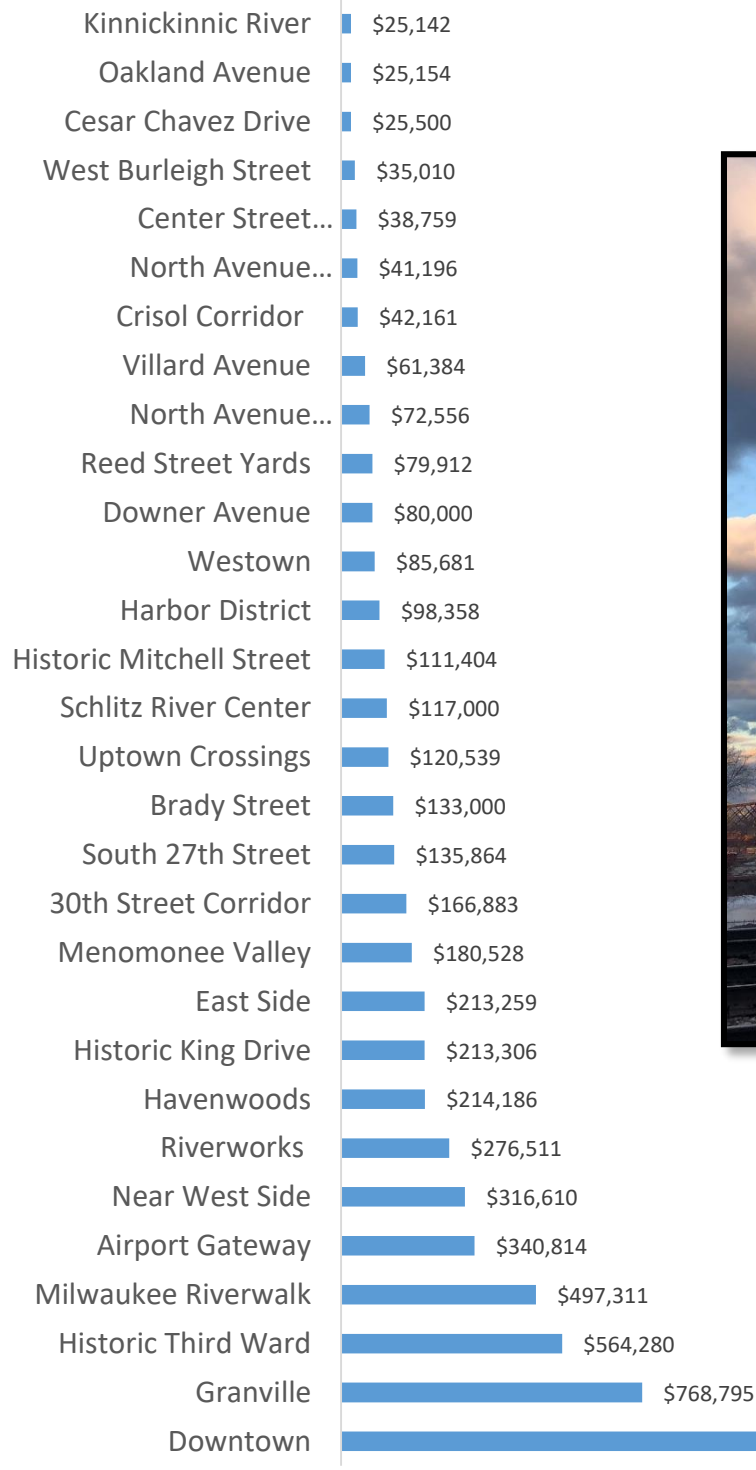 Kinnickinnic River $25,142
Oakland Avenue $25,154
Cesar Chavez Drive $25,500
West Burleigh Street $35,010
Center Street… $38,759
North Avenue… $41,196
Crisol Corridor $42,161
Villard Avenue $61,384
North Avenue… $72,556
Reed Street Yards $79,912
Downer Avenue $80,000
Westown $85,681
Harbor District $98,358
Historic Mitchell Street $111,404
Schlitz River Center $117,000
Uptown Crossings $120,539
Brady Street $133,000
South 27th Street $135,864
30th Street Corridor $166,883
Menomonee Valley $180,528
East Side $213,259
Historic King Drive $213,306
Havenwoods $214,186
Riverworks $276,511
Near West Side $316,610
Airport Gateway $340,814
Milwaukee Riverwalk $497,311
Historic Third Ward $564,280
Granville $768,795
Downtown